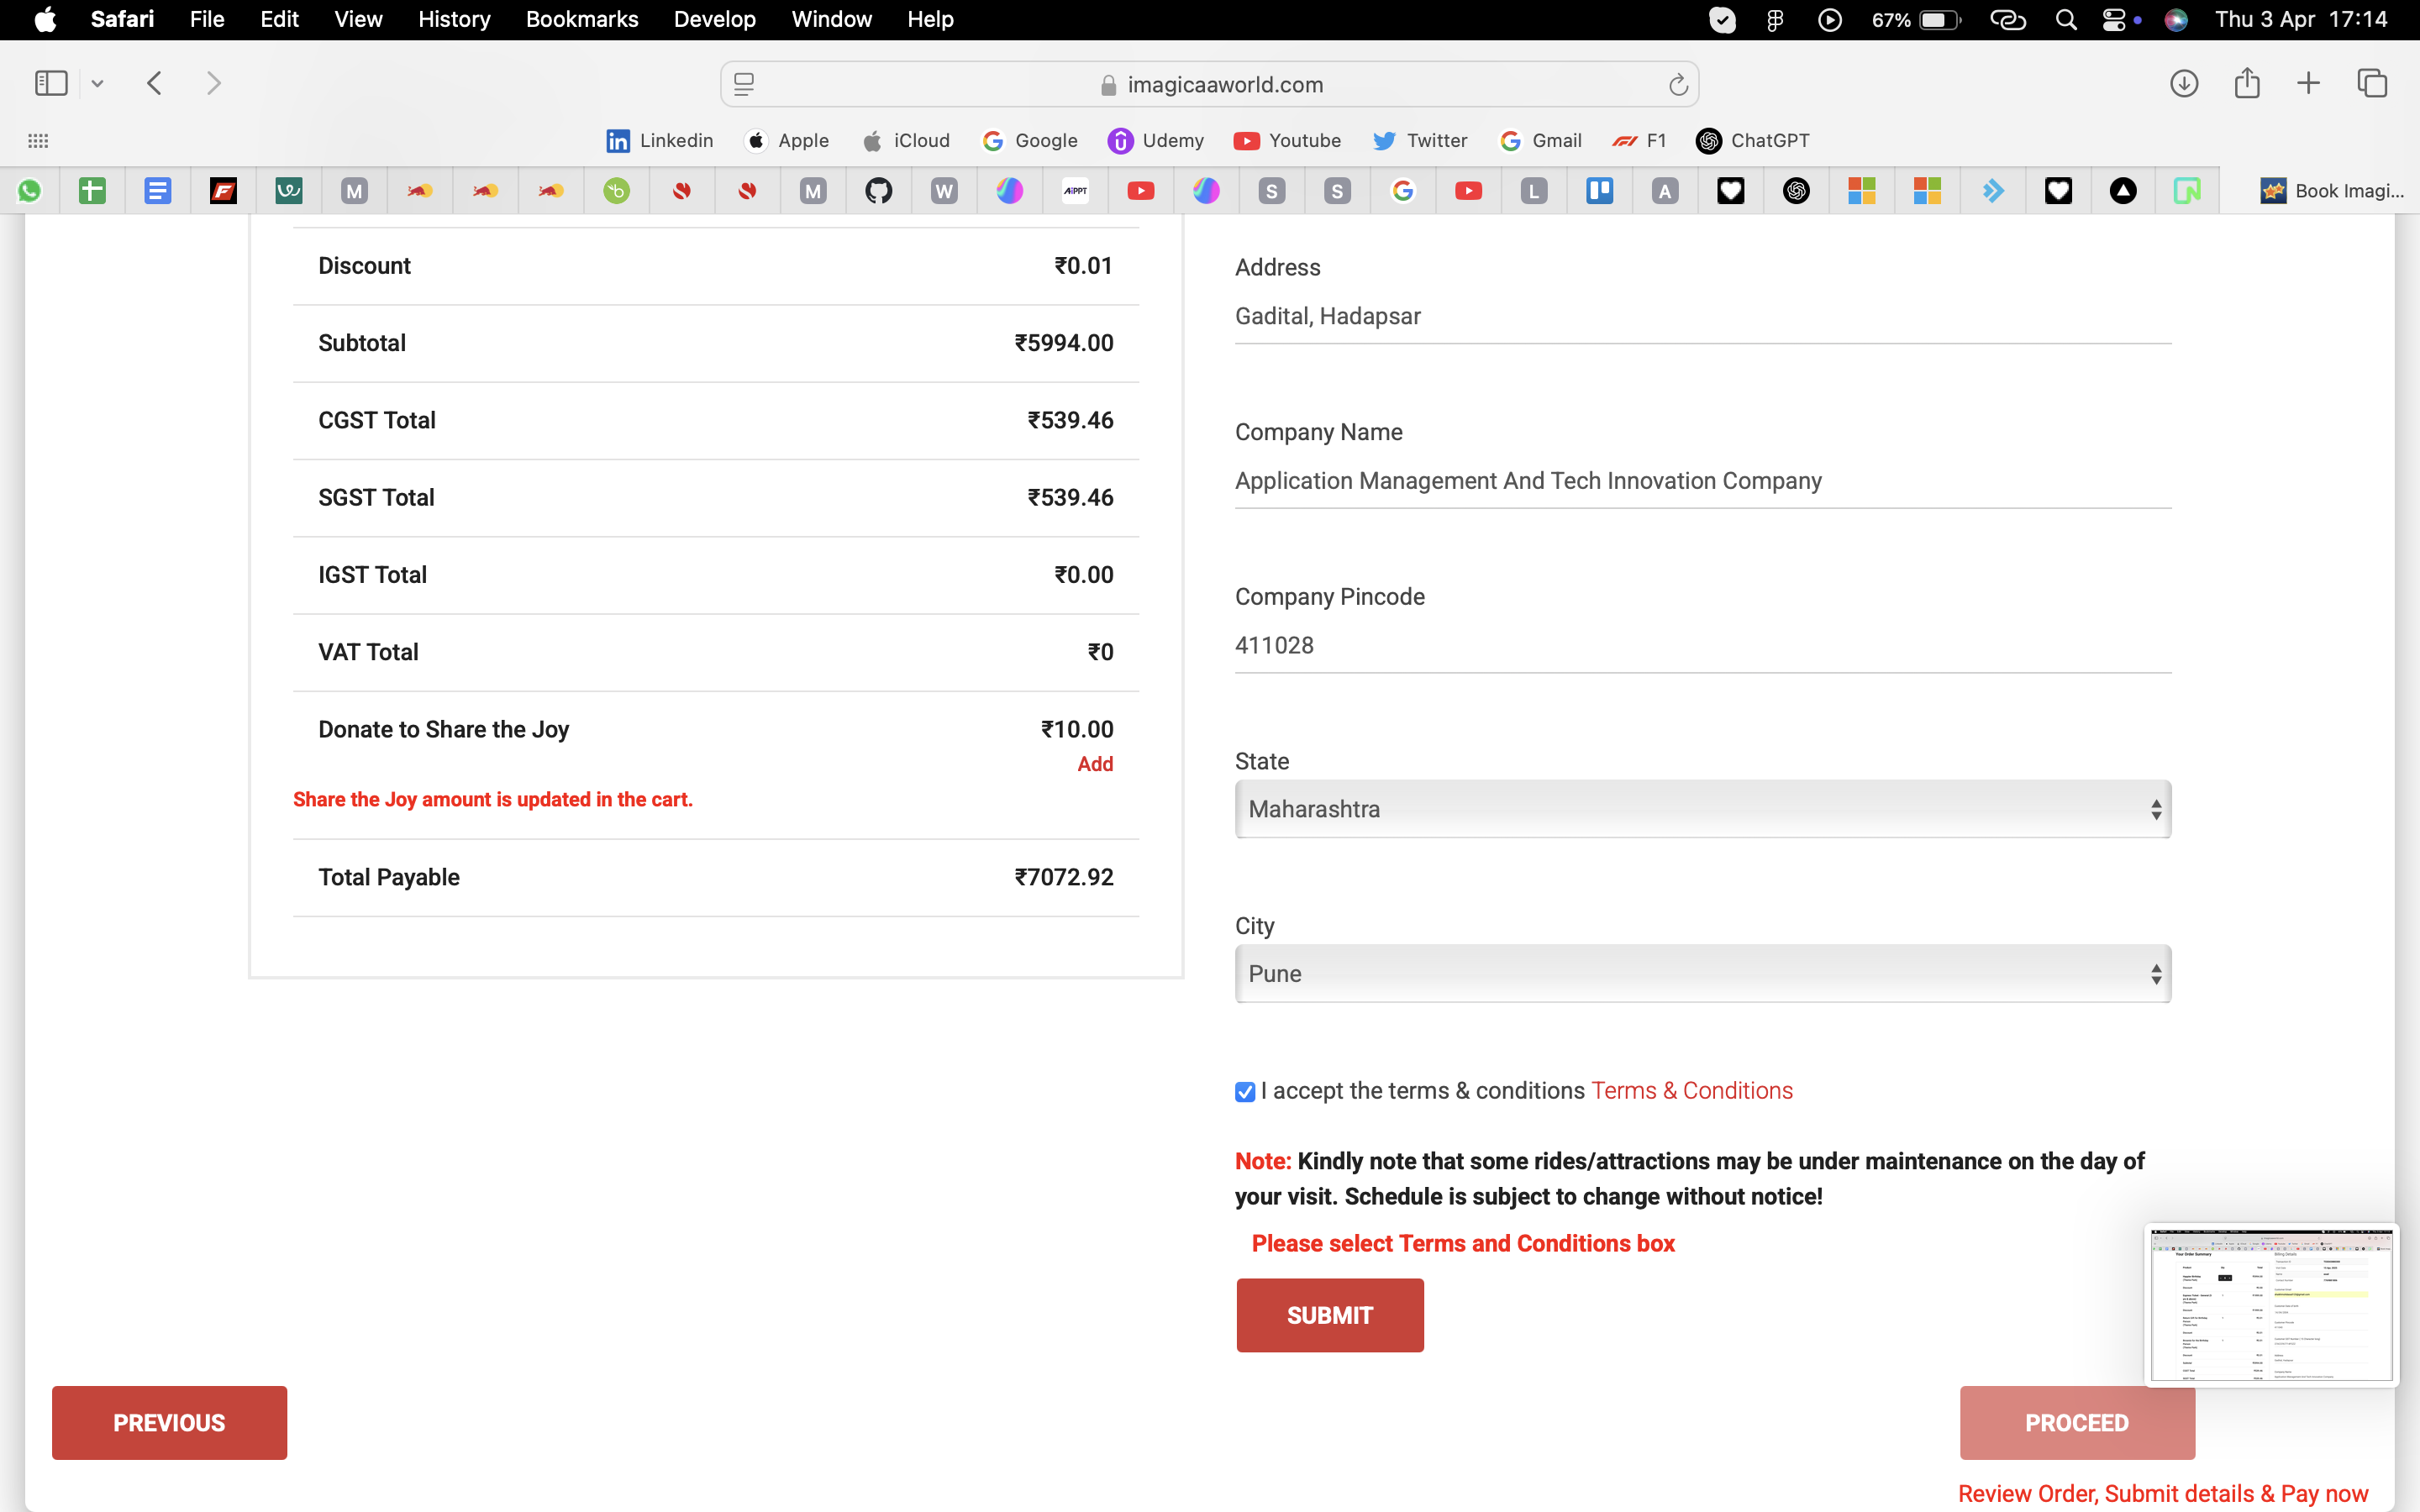 Safari File Edit View History Bookmarks Develop Window Help 67% Thu 3 Apr 17:14
imagicaaworld.com
Linkedin Apple iCloud Google Udemy Youtube Twitter Gmail F1 ChatGPT
M M W AiPPT S S L A Book Imagi...
Discount ₹0.01
Subtotal ₹5994.00
CGST Total ₹539.46
SGST Total ₹539.46
IGST Total ₹0.00
VAT Total ₹0
Donate to Share the Joy ₹10.00
Add
Share the Joy amount is updated in the cart.
Total Payable ₹7072.92
Address
Gadital, Hadapsar
Company Name
Application Management And Tech Innovation Company
Company Pincode
411028
State
Maharashtra
City
Pune
I accept the terms & conditions Terms & Conditions
Note: Kindly note that some rides/attractions may be under maintenance on the day of
your visit. Schedule is subject to change without notice!
Please select Terms and Conditions box
SUBMIT
PREVIOUS
PROCEED
Review Order, Submit details & Pay now